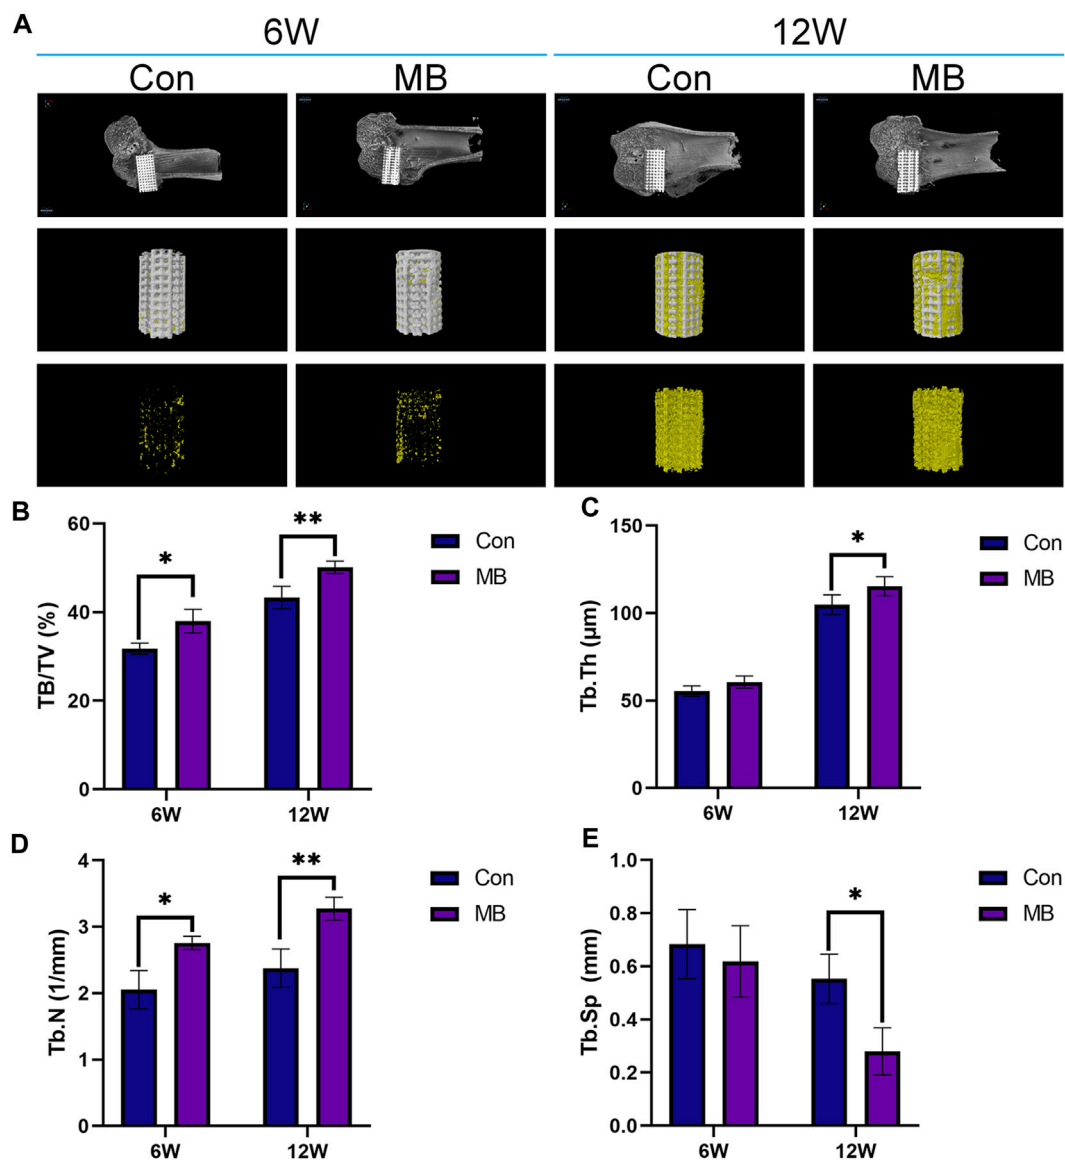 A
6W 12W
Con MB Con MB
B
TB/TV (%)
60
40
20
0
*
**
6W 12W
Con
MB
C
Tb.Th (μm)
150
100
50
0
*
6W 12W
Con
MB
D
Tb.N (1/mm)
4
3
2
1
0
*
**
6W 12W
Con
MB
E
Tb.Sp (mm)
1.0
0.8
0.6
0.4
0.2
0.0
*
6W 12W
Con
MB